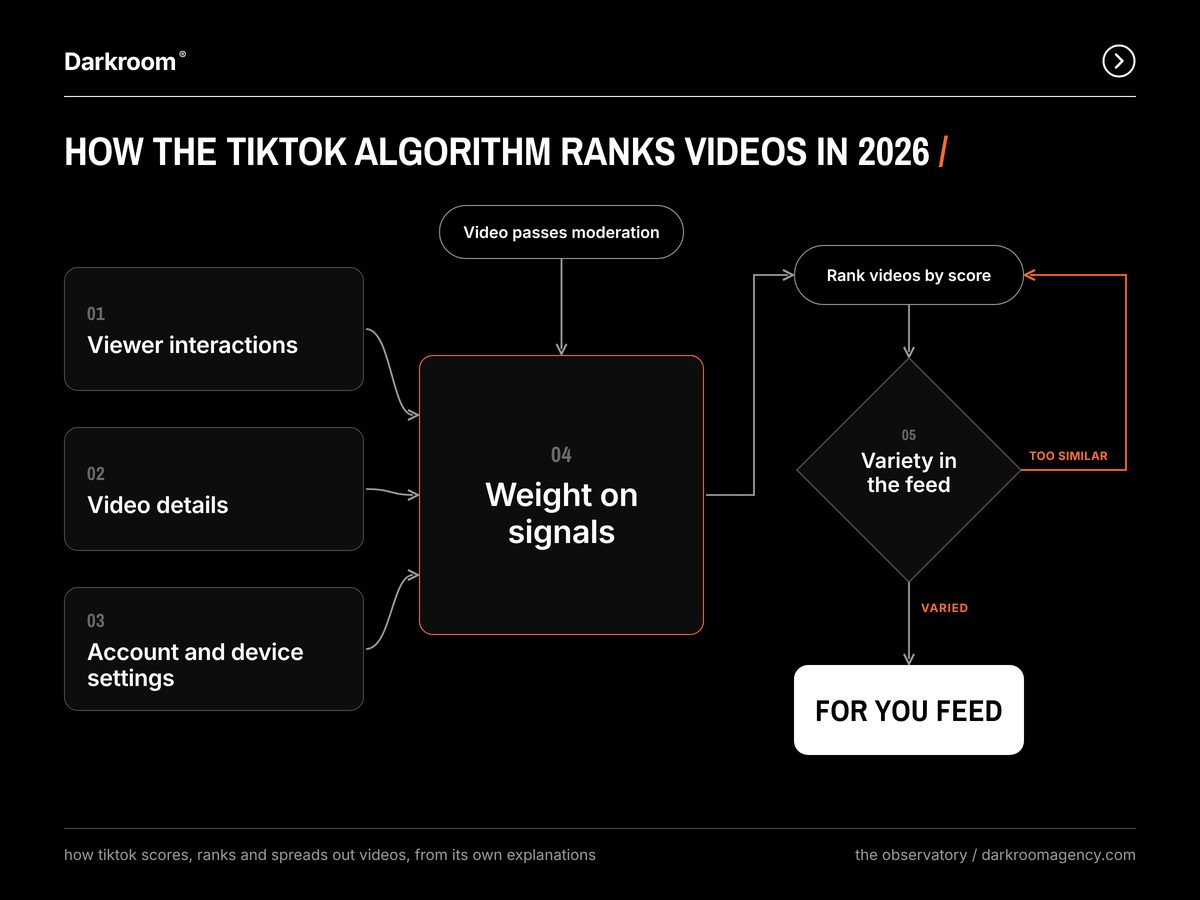 Darkroom®
HOW THE TIKTOK ALGORITHM RANKS VIDEOS IN 2026 /
Video passes moderation
01
Viewer interactions
02
Video details
03
Account and device
settings
04
Weight on
signals
Rank videos by score
05
Variety in
the feed
TOO SIMILAR
VARIED
FOR YOU FEED
how tiktok scores, ranks and spreads out videos, from its own explanations
the observatory / darkroomagency.com